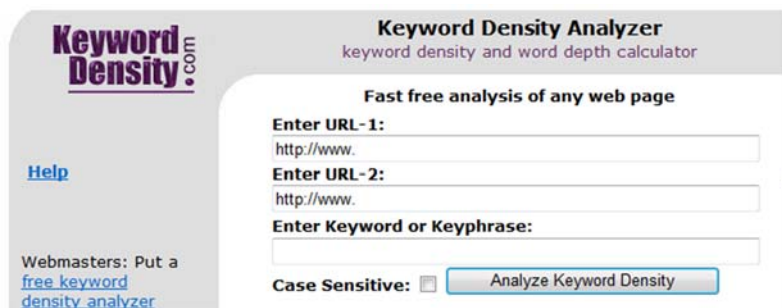 Keyword
Density.com
Help
Webmasters: Put a
free keyword
density analyzer
Keyword Density Analyzer
keyword density and word depth calculator
Fast free analysis of any web page
Enter URL-1:
http://www.
Enter URL-2:
http://www.
Enter Keyword or Keyphrase:
Case Sensitive: Analyze Keyword Density